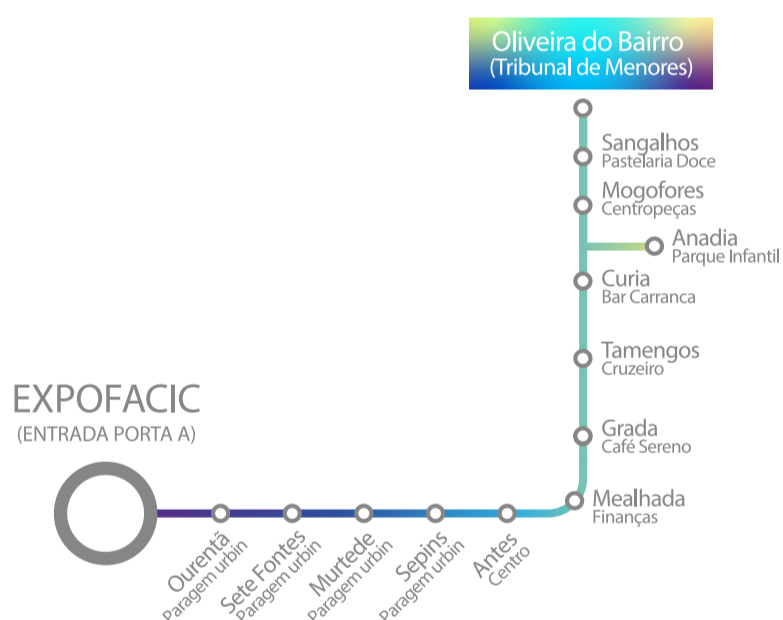 Oliveira do Bairro
(Tribunal de Menores)
Sangalhos
Pastelaria Doce
Mogofores
Centropeças
Anadia
Parque Infantil
Curia
Bar Carranca
Tamengos
Cruzeiro
Grada
Café Sereno
Mealhada
Finanças
EXPOFACIC
(ENTRADA PORTA A)
Ourentã
Paragem urbin
Sete Fontes
Paragem urbin
Murtede
Paragem urbin
Sepins
Paragem urbin
Antes
Centro